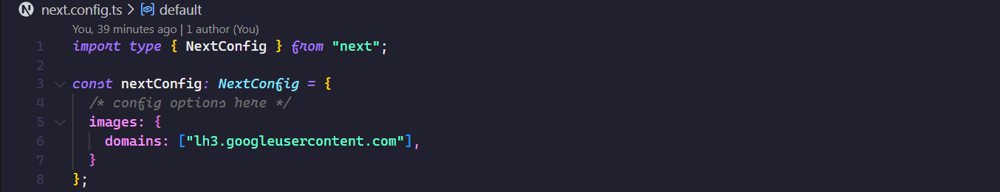 next.config.ts > default
You, 39 minutes ago | 1 author (You)
1 import type { NextConfig } from "next";
2
3 const nextConfig: NextConfig = {
4 /* config options here */
5 images: {
6 domains: ["lh3.googleusercontent.com"],
7 }
8 };